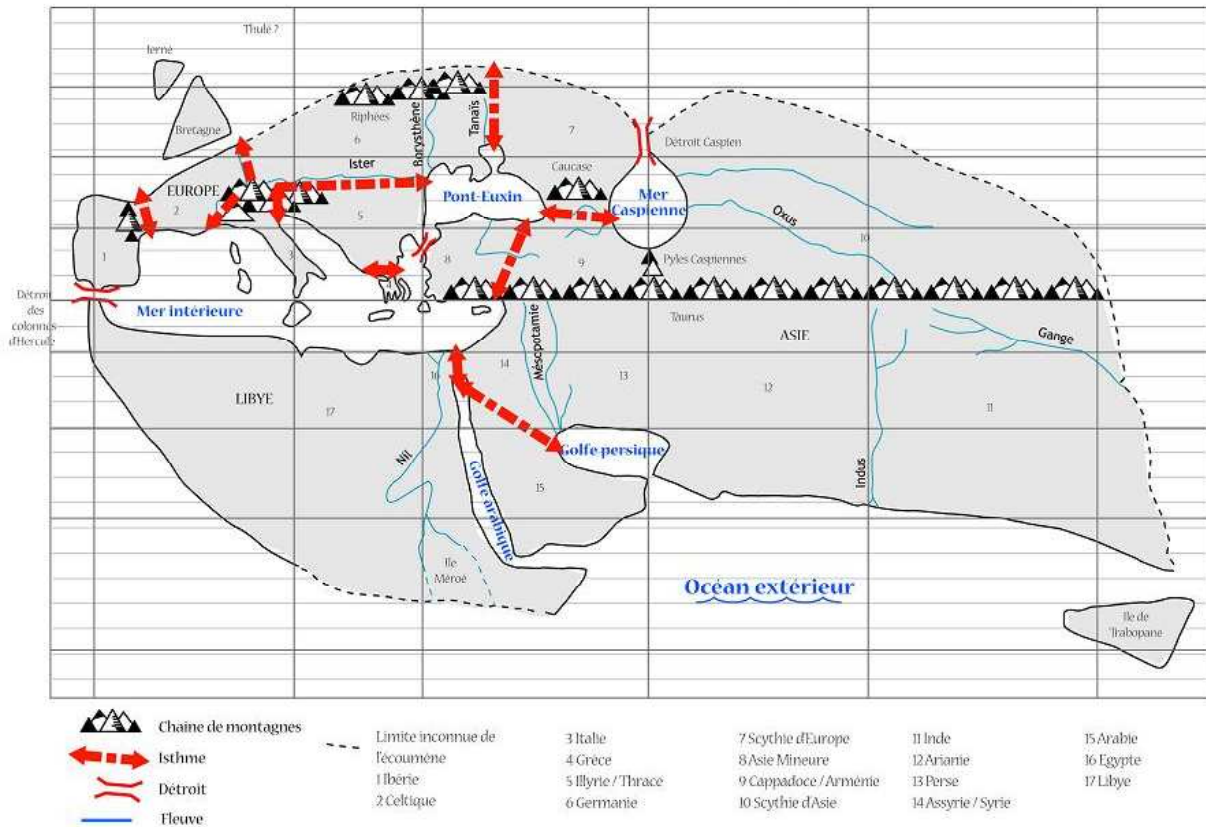 Thulé ?
Ierné
Bretagne
Riphées
6
Borysthène
Tanaïs
7
Détroit Caspien
Ister
Caucase
EUROPE
2
Pont-Euxin
Mer
Caspienne
5
Oxus
10
1
3
8
9
Pyles Caspiennes
Détroit
des
colonnes
d'Hercule
Mer intérieure
Taurus
ASIE
Gange
Mésopotamie
14
13
12
11
16
LIBYE
17
Nil
Golfe persique
Indus
15
Golfe arabique
Ile
Méroé
Océan extérieur
Ile de
Trabopane
Chaîne de montagnes
Isthme
Détroit
Fleuve
Limite inconnue de
l'écoumène
1 Ibérie
2 Celtique
3 Italie
4 Grèce
5 Illyrie / Thrace
6 Germanie
7 Scythie d'Europe
8 Asie Mineure
9 Cappadoce / Arménie
10 Scythie d'Asie
11 Inde
12 Arianie
13 Perse
14 Assyrie / Syrie
15 Arabie
16 Egypte
17 Libye